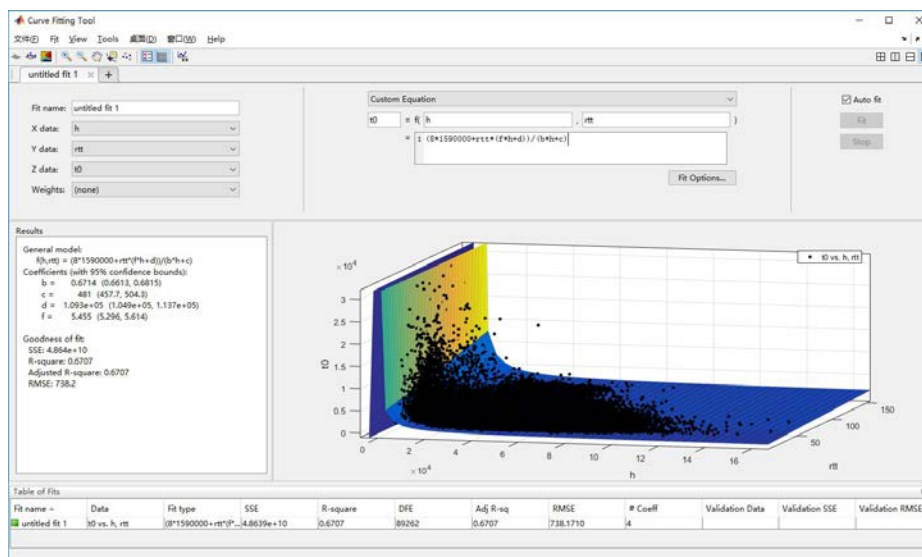 Curve Fitting Tool
文件(F) Fit View Tools 桌面(D) 窗口(W) Help
untitled fit 1
Fit name: untitled fit 1
X data: h
Y data: rtt
Z data: t0
Weights: (none)
Custom Equation
t0 = f( h , rtt )
= 1 (8*1590000+rtt*(f*h+d))/(b*h+c)
Fit Options...
Auto fit
Fit
Stop
Results
General model:
f(h,rtt) = (8*1590000+rtt*(f*h+d))/(b*h+c)
Coefficients (with 95% confidence bounds):
b = 0.6714 (0.6613, 0.6815)
c = 481 (457.7, 504.3)
d = 1.093e+05 (1.049e+05, 1.137e+05)
f = 5.455 (5.296, 5.614)
Goodness of fit:
SSE: 4.864e+10
R-square: 0.6707
Adjusted R-square: 0.6707
RMSE: 738.2
t0 vs. h, rtt
×10⁴
3
2.5
2
1.5
1
0.5
0
t0
0 2 4 6 8 10 12 14 16
×10⁴
h
50 100 150
rtt
Table of Fits
Fit name Data Fit type SSE R-square DFE Adj R-sq RMSE # Coeff Validation Data Validation SSE Validation RMSE
untitled fit 1 t0 vs. h, rtt (8*1590000+rtt*(f*... 4.8639e+10 0.6707 89262 0.6707 738.1710 4